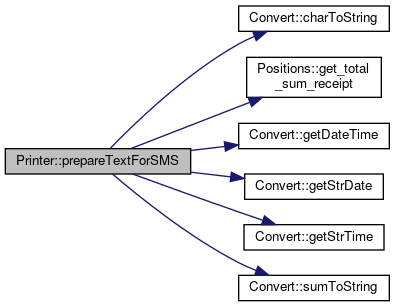 Printer::prepareTextForSMS
Convert::charToString
Positions::get_total
_sum_receipt
Convert::getDateTime
Convert::getStrDate
Convert::getStrTime
Convert::sumToString